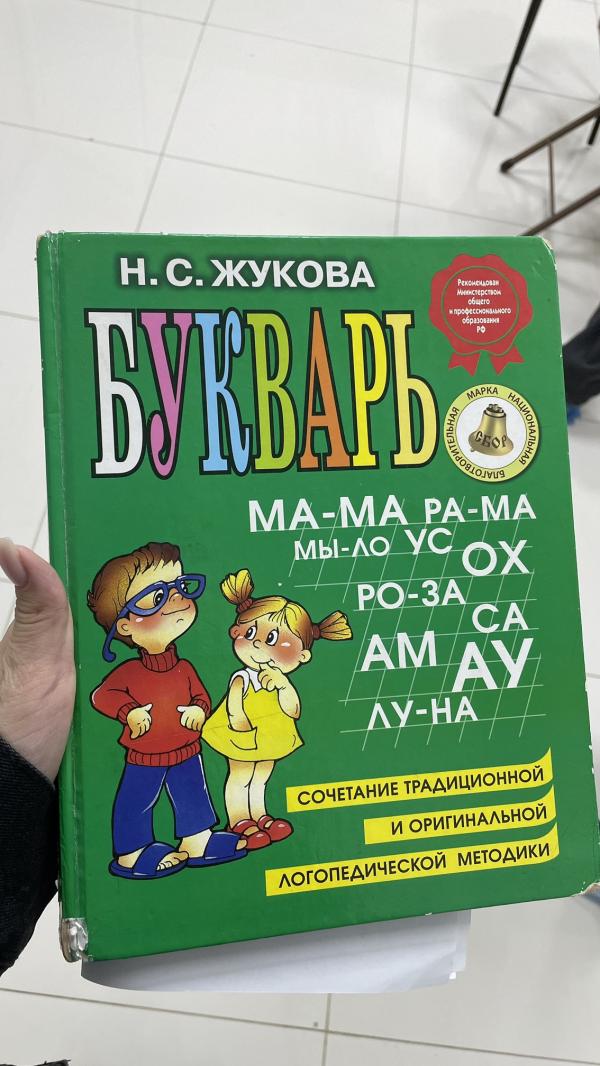 Н. С. ЖУКОВА
БУКВАРЬ
Рекомендован
Министерством
общего
и профессионального
образования
РФ
БЛАГОТВОРИТЕЛЬНАЯ МАРКА НАЦИОНАЛЬНАЯ
СБОР
МА-МА РА-МА
МЫ-ЛО УС ОХ
РО-ЗА СА
АМ АУ
ЛУ-НА
СОЧЕТАНИЕ ТРАДИЦИОННОЙ
И ОРИГИНАЛЬНОЙ
ЛОГОПЕДИЧЕСКОЙ МЕТОДИКИ